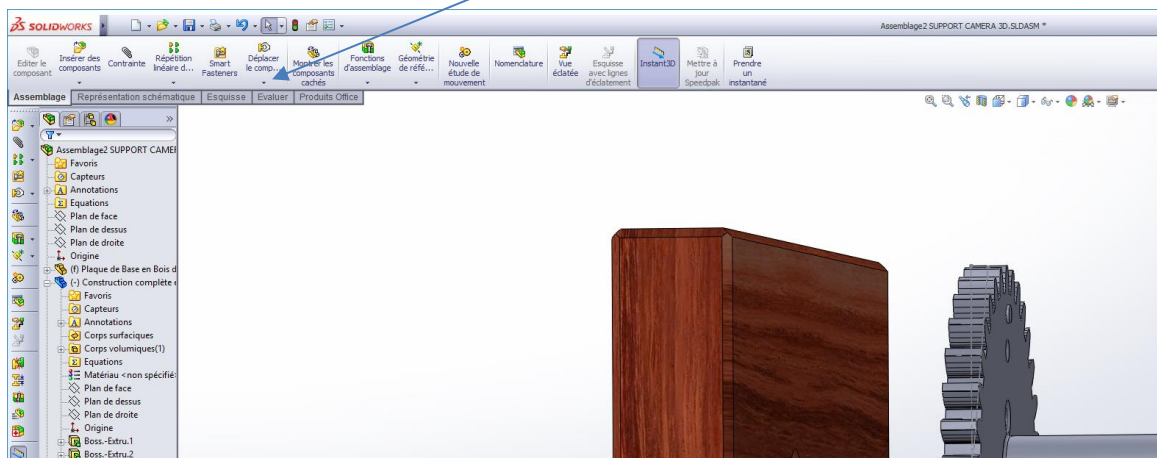 SOLIDWORKS
Assemblage2 SUPPORT CAMERA 3D.SLDASM *
Editer le composant
Insérer des composants
Contrainte
Répétition linéaire d...
Smart Fasteners
Déplacer le comp...
Montrer les composants cachés
Fonctions d'assemblage
Géométrie de réfé...
Nouvelle étude de mouvement
Nomenclature
Vue éclatée
Esquisse avec lignes d'éclatement
Instant3D
Mettre à jour Speedpak
Prendre un instantané
Assemblage
Représentation schématique
Esquisse
Evaluer
Produits Office
Assemblage2 SUPPORT CAME
Favoris
Capteurs
Annotations
Equations
Plan de face
Plan de dessus
Plan de droite
Origine
(f) Plaque de Base en Bois d
(-) Construction complète
Favoris
Capteurs
Annotations
Corps surfaciques
Corps volumiques(1)
Equations
Matériau <non spécifié>
Plan de face
Plan de dessus
Plan de droite
Origine
Boss.-Extru.1
Boss.-Extru.2